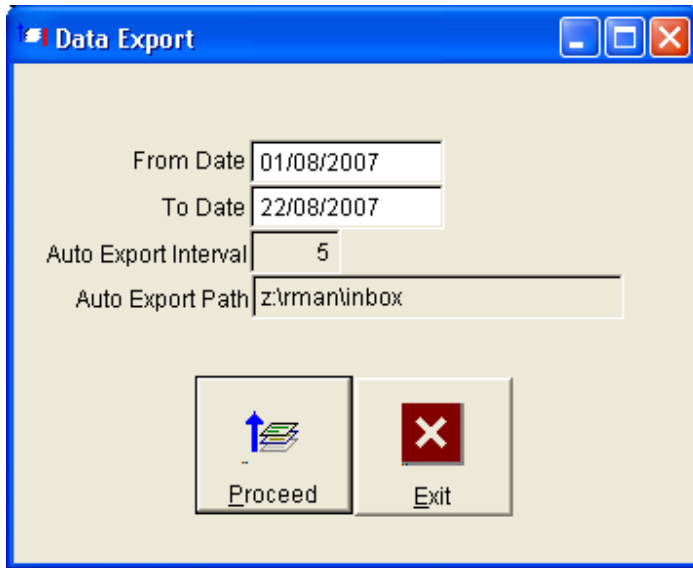 Data Export
From Date 01/08/2007
To Date 22/08/2007
Auto Export Interval 5
Auto Export Path z:\rman\inbox
Proceed Exit